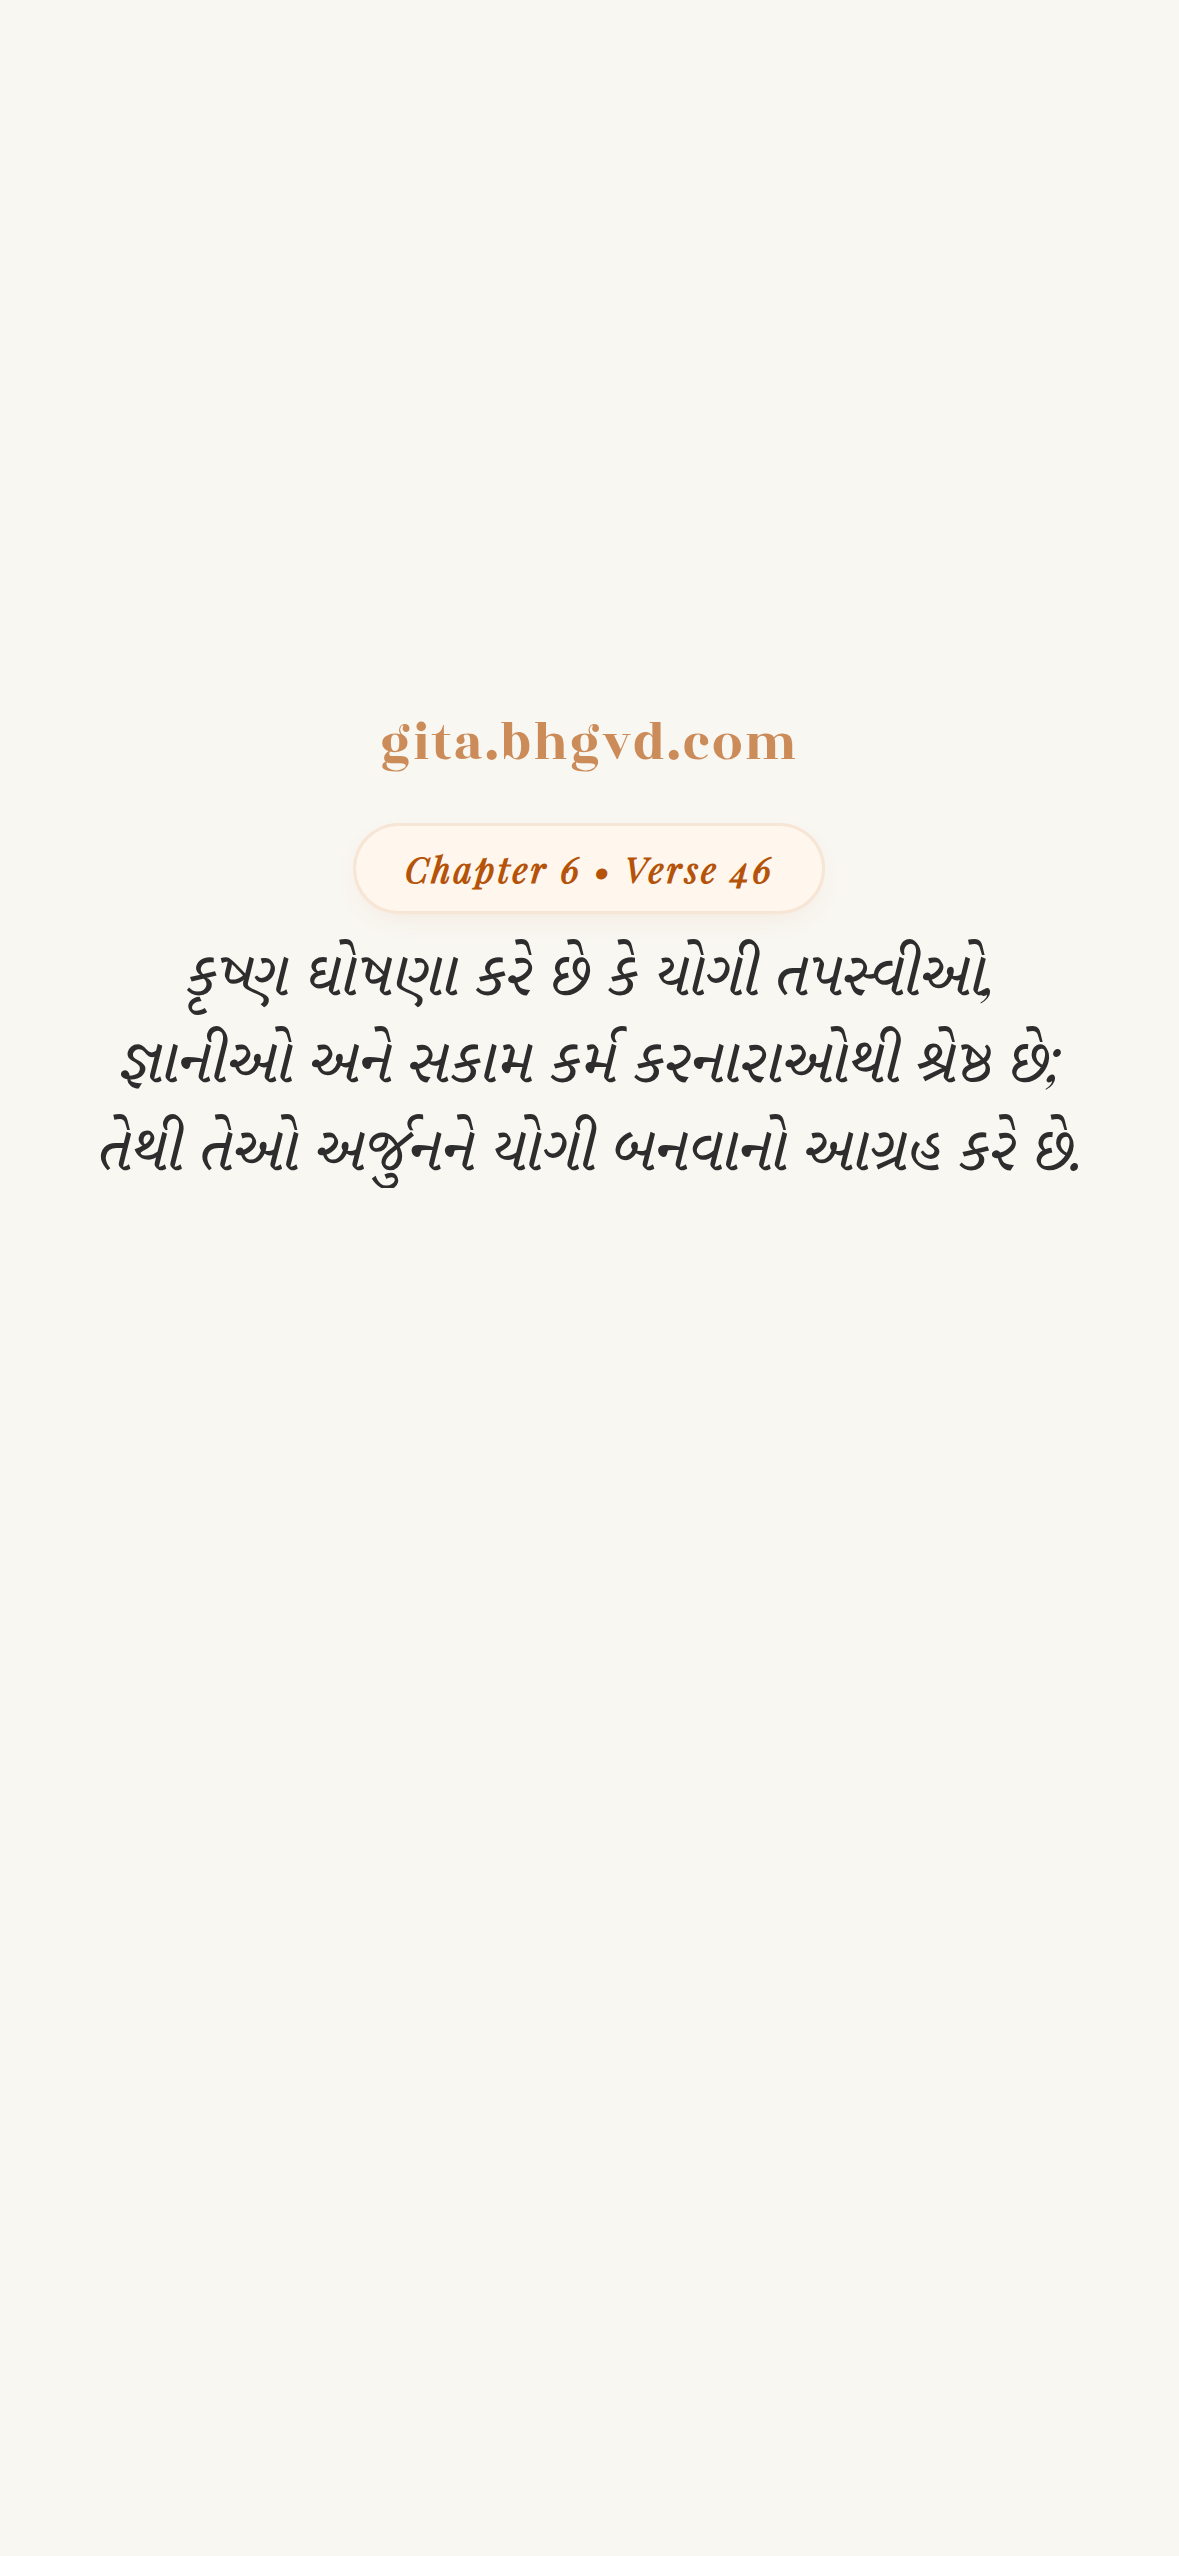 gita.bhgvd.com
Chapter 6 • Verse 46
કૃષ્ણ ઘોષણા કરે છે કે યોગી તપસ્વીઓ,
જ્ઞાનીઓ અને સકામ કર્મ કરનારાઓથી શ્રેષ્ઠ છે;
તેથી તેઓ અર્જુનને યોગી બનવાનો આગ્રહ કરે છે.